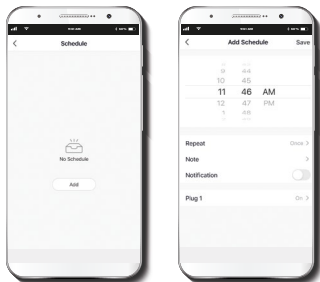 Schedule
No Schedule
Add
Add Schedule
Save
9 44
10 45
11 46 AM
12 47 PM
1 48
Repeat
Once >
Note
>
Notification
Plug 1
On >